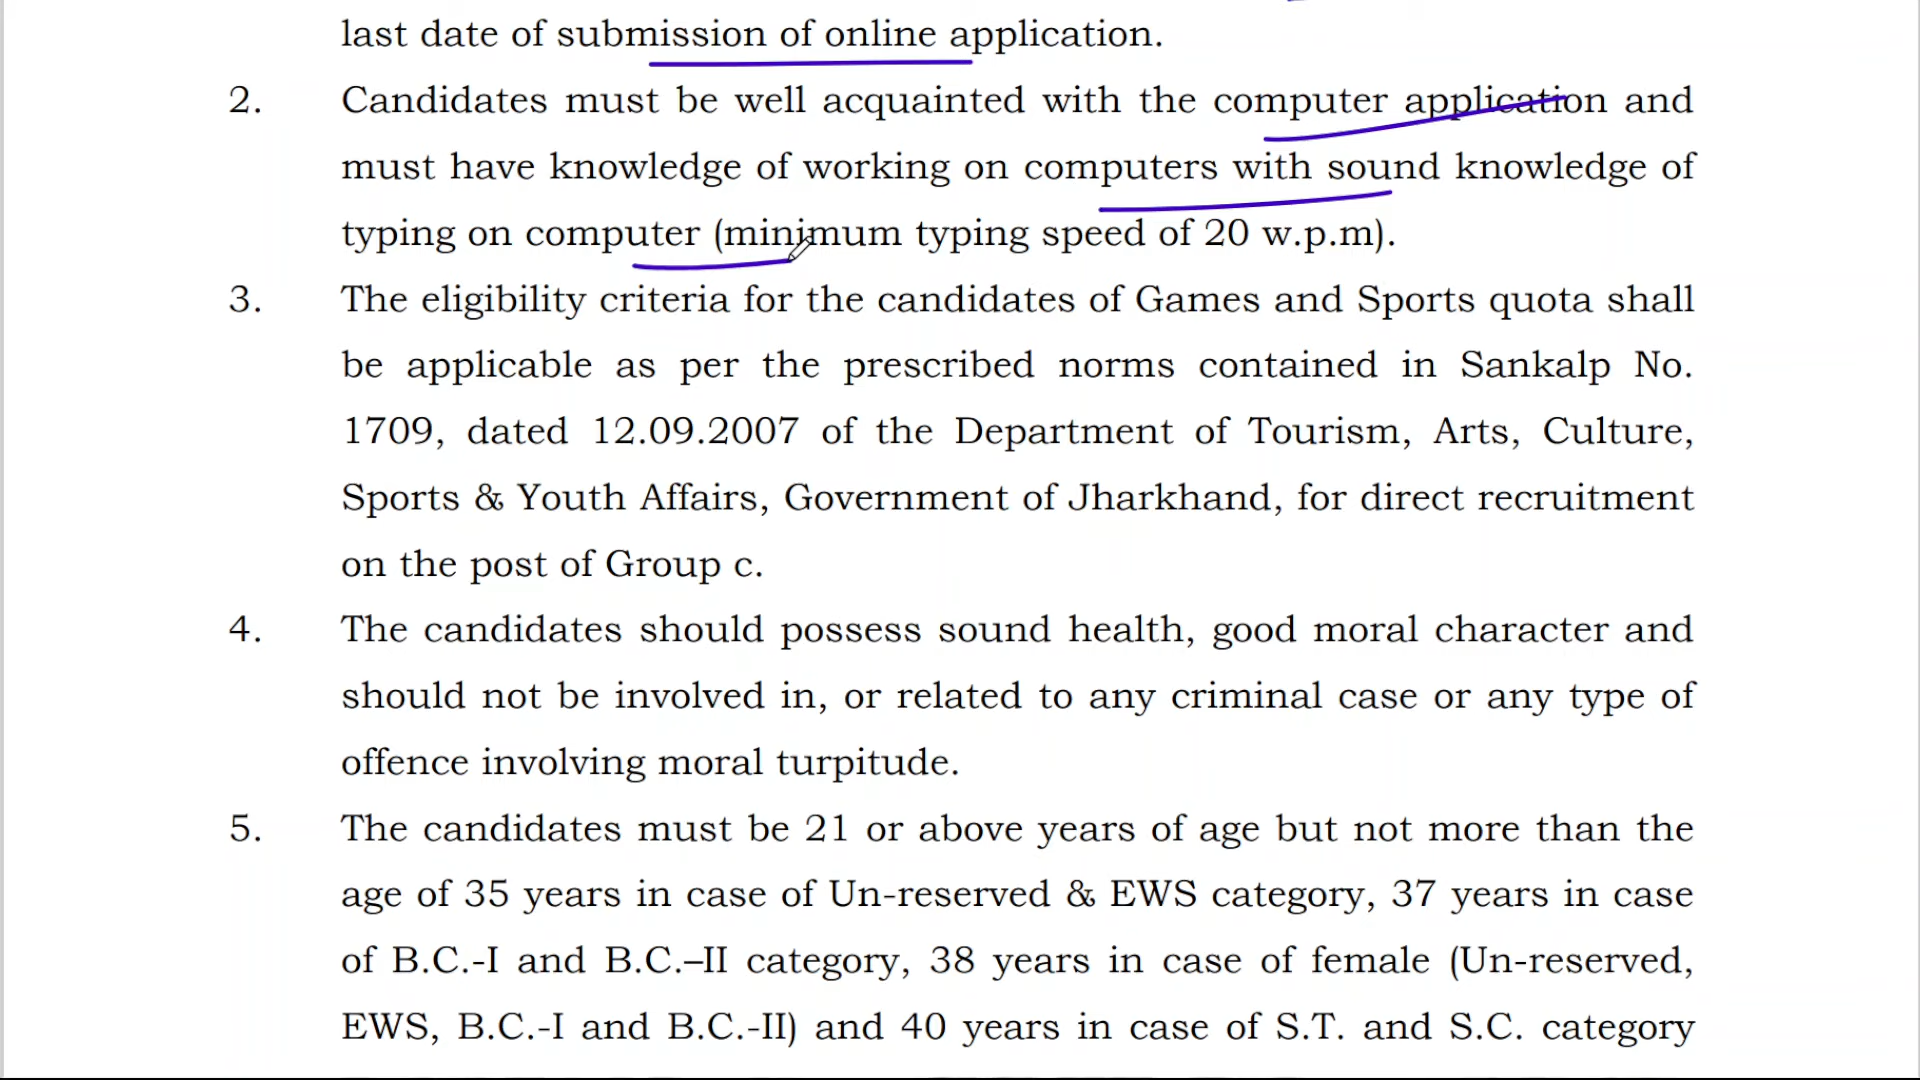 last date of submission of online application.
2. Candidates must be well acquainted with the computer application and
must have knowledge of working on computers with sound knowledge of
typing on computer (minimum typing speed of 20 w.p.m).
3. The eligibility criteria for the candidates of Games and Sports quota shall
be applicable as per the prescribed norms contained in Sankalp No.
1709, dated 12.09.2007 of the Department of Tourism, Arts, Culture,
Sports & Youth Affairs, Government of Jharkhand, for direct recruitment
on the post of Group c.
4. The candidates should possess sound health, good moral character and
should not be involved in, or related to any criminal case or any type of
offence involving moral turpitude.
5. The candidates must be 21 or above years of age but not more than the
age of 35 years in case of Un-reserved & EWS category, 37 years in case
of B.C.-I and B.C.–II category, 38 years in case of female (Un-reserved,
EWS, B.C.-I and B.C.-II) and 40 years in case of S.T. and S.C. category